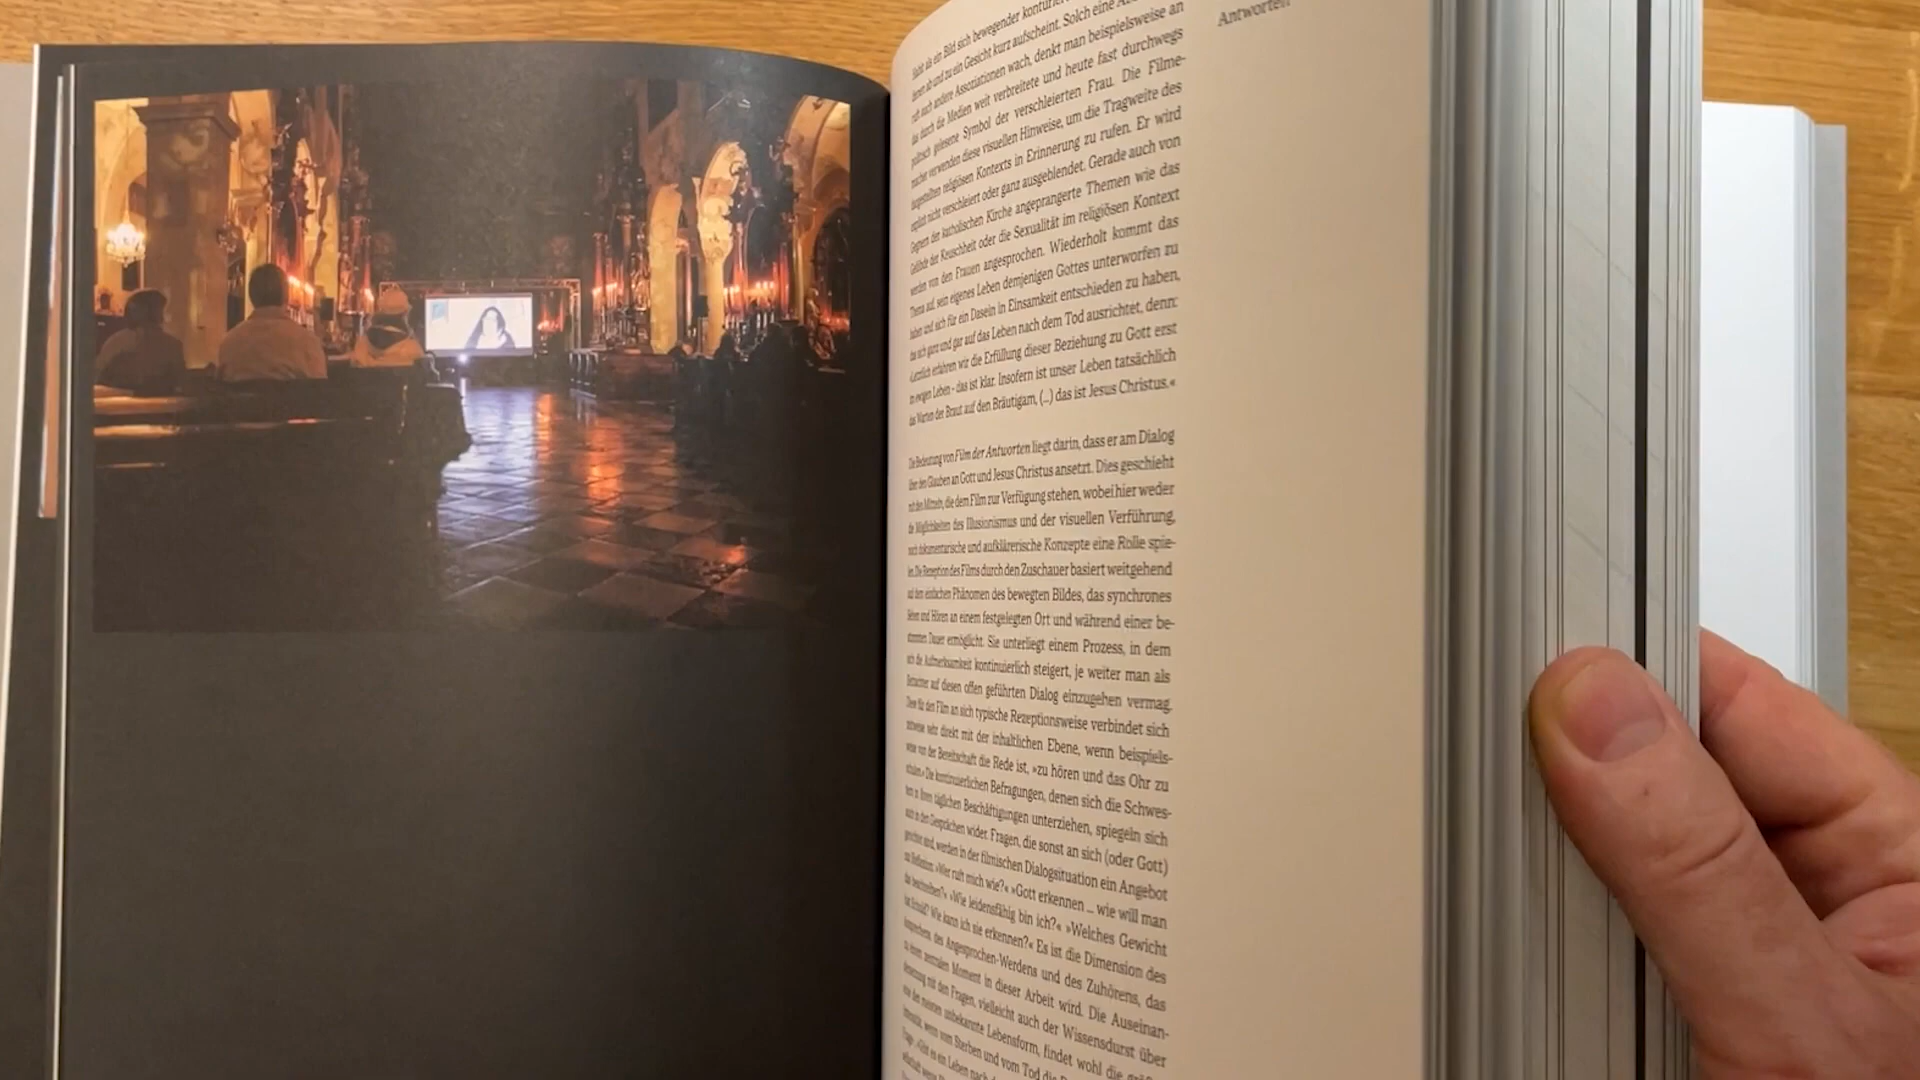 Antworten
steht als ein Bild sich bewegender konturier
deren ab und zu ein Gesicht kurz aufscheint. Solch eine
ruft auch andere Assoziationen wach, denkt man beispielsweise an
das durch die Medien weit verbreitete und heute fast durchwegs
politisch gelesene Symbol der verschleierten Frau. Die Filme-
macher verwenden diese visuellen Hinweise, um die Tragweite des
dargestellten religiösen Kontexts in Erinnerung zu rufen. Er wird
explizit nicht verschleiert oder ganz ausgeblendet. Gerade auch von
Gegnern der katholischen Kirche angeprangerte Themen wie das
Gelübde der Keuschheit oder die Sexualität im religiösen Kontext
werden von den Frauen angesprochen. Wiederholt kommt das
Thema auf, sein eigenes Leben demjenigen Gottes unterworfen zu
haben und sich für ein Dasein in Einsamkeit entschieden zu haben,
das sich ganz und gar auf das Leben nach dem Tod ausrichtet, denn:
»Letztlich erfahren wir die Erfüllung dieser Beziehung zu Gott erst
im ewigen Leben – das ist klar. Insofern ist unser Leben tatsächlich
das Warten der Braut auf den Bräutigam, (...) das ist Jesus Christus.«
Die Bedeutung von Film der Antworten liegt darin, dass er am Dialog
über den Glauben an Gott und Jesus Christus ansetzt. Dies geschieht
mit den Mitteln, die dem Film zur Verfügung stehen, wobei hier weder
die Möglichkeiten des Illusionismus und der visuellen Verführung,
noch dokumentarische und aufklärerische Konzepte eine Rolle spie-
len. Die Rezeption des Films durch den Zuschauer basiert weitgehend
auf dem einfachen Phänomen des bewegten Bildes, das synchrones
Sehen und Hören an einem festgelegten Ort und während einer be-
stimmten Dauer ermöglicht. Sie unterliegt einem Prozess, in dem
sich die Aufmerksamkeit kontinuierlich steigert, je weiter man als
Betrachter auf diesen offen geführten Dialog einzugehen vermag.
Diese für den Film an sich typische Rezeptionsweise verbindet sich
zeitweise sehr direkt mit der inhaltlichen Ebene, wenn beispiels-
weise von der Bereitschaft die Rede ist, »zu hören und das Ohr zu
schulen.« Die kontinuierlichen Befragungen, denen sich die Schwes-
tern in ihren täglichen Beschäftigungen unterziehen, spiegeln sich
auch in den Gesprächen wider. Fragen, die sonst an sich (oder Gott)
gerichtet sind, werden in der filmischen Dialogsituation ein Angebot
zur Reflexion: »Wer ruft mich wie?« »Gott erkennen ... wie will man
das beschreiben?« »Wie leidensfähig bin ich?« »Welches Gewicht
hat Schuld? Wie kann ich sie erkennen?« Es ist die Dimension des
Ansprechens, des Angesprochen-Werdens und des Zuhörens, das
zu einem zentralen Moment in dieser Arbeit wird. Die Auseinan-
dersetzung mit den Fragen, vielleicht auch der Wissensdurst über
eine den meisten unbekannte Lebensform, findet wohl die
Intensität, wenn vom Sterben und vom Tod die
Frage: »Gibt es ein Leben nach